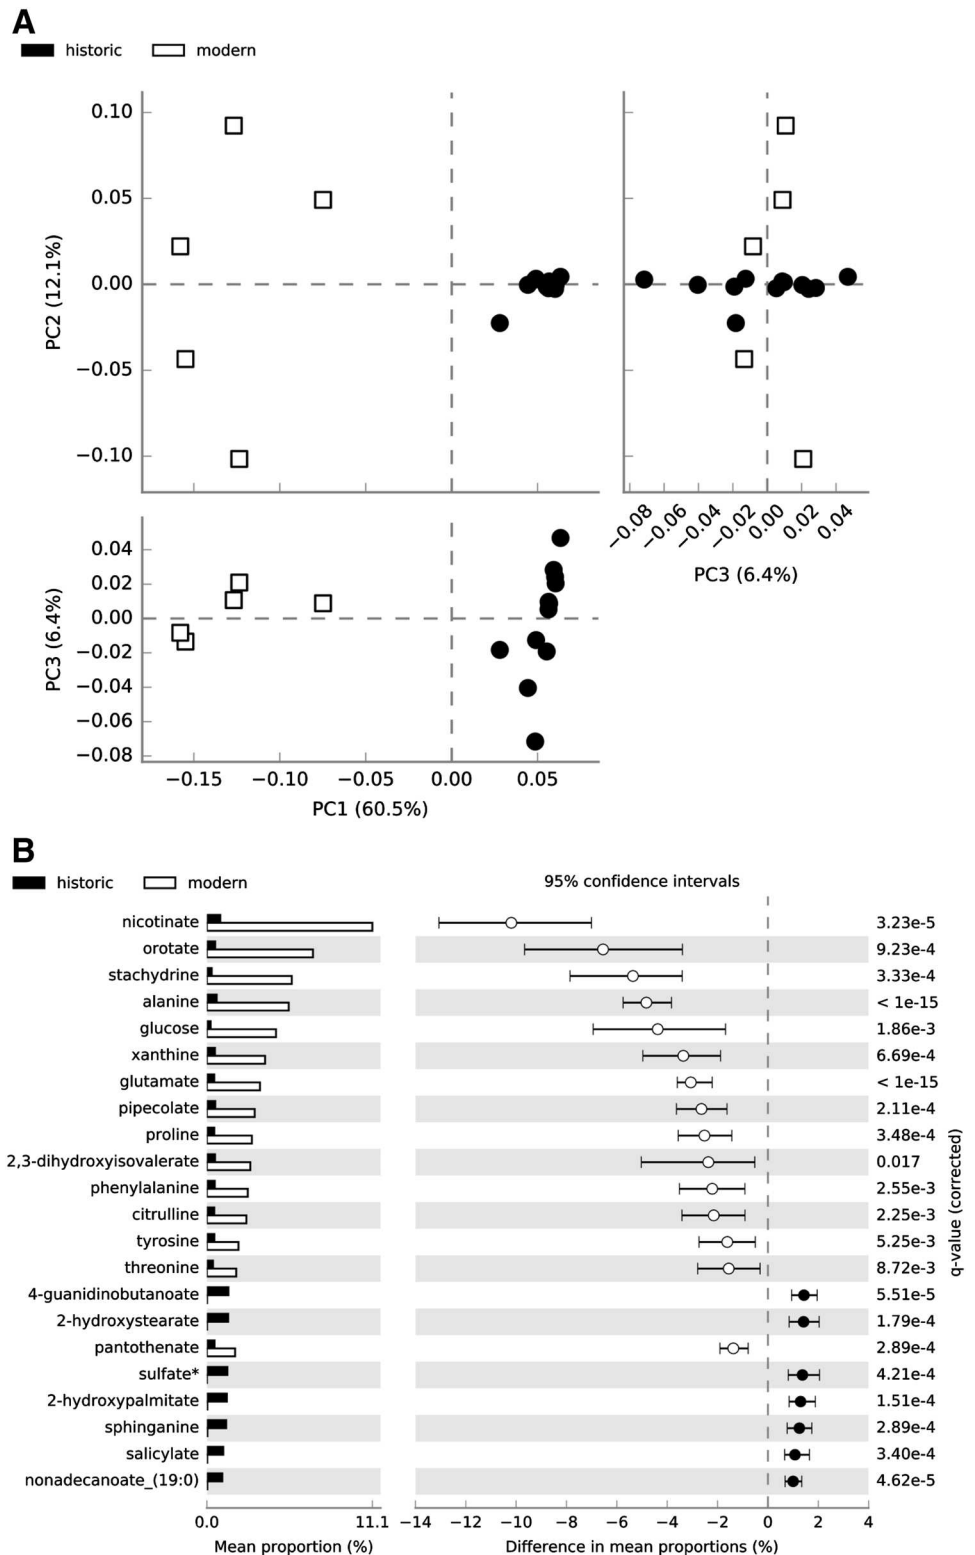 A
historic modern
0.10
0.05
0.00
−0.05
−0.10
PC2 (12.1%)
−0.08 −0.06 −0.04 −0.02 0.00 0.02 0.04
PC3 (6.4%)
0.04
0.02
0.00
−0.02
−0.04
−0.06
−0.08
PC3 (6.4%)
−0.15 −0.10 −0.05 0.00 0.05
PC1 (60.5%)
B
historic modern 95% confidence intervals
nicotinate 3.23e-5
orotate 9.23e-4
stachydrine 3.33e-4
alanine < 1e-15
glucose 1.86e-3
xanthine 6.69e-4
glutamate < 1e-15
pipecolate 2.11e-4
proline 3.48e-4
2,3-dihydroxyisovalerate 0.017
phenylalanine 2.55e-3
citrulline 2.25e-3
tyrosine 5.25e-3
threonine 8.72e-3
4-guanidinobutanoate 5.51e-5
2-hydroxystearate 1.79e-4
pantothenate 2.89e-4
sulfate* 4.21e-4
2-hydroxypalmitate 1.51e-4
sphinganine 2.89e-4
salicylate 3.40e-4
nonadecanoate_(19:0) 4.62e-5
q-value (corrected)
0.0 11.1 −14 −12 −10 −8 −6 −4 −2 0 2 4
Mean proportion (%) Difference in mean proportions (%)